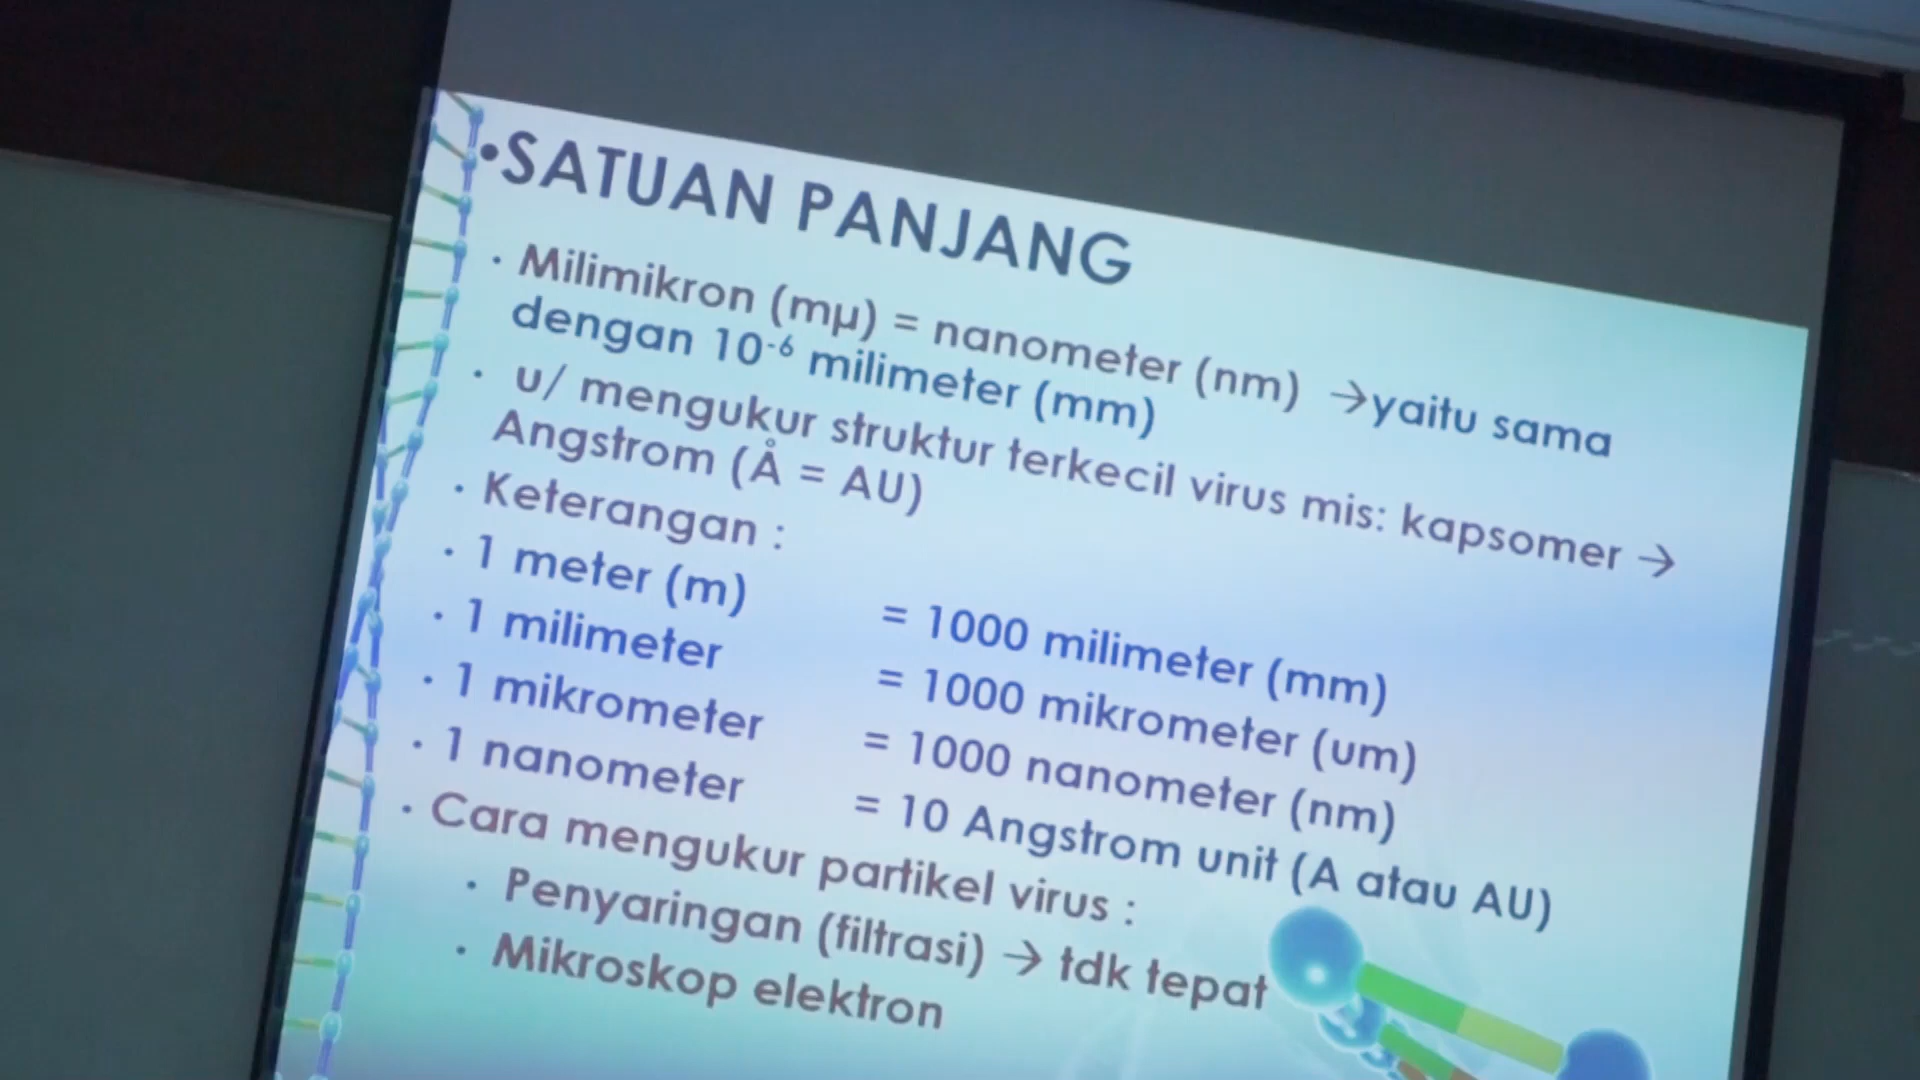 •SATUAN PANJANG
• Milimikron (mµ) = nanometer (nm) →yaitu sama
dengan 10⁻⁶ milimeter (mm)
• u/ mengukur struktur terkecil virus mis: kapsomer →
Angstrom (Å = AU)
• Keterangan :
• 1 meter (m) = 1000 milimeter (mm)
• 1 milimeter = 1000 mikrometer (um)
• 1 mikrometer = 1000 nanometer (nm)
• 1 nanometer = 10 Angstrom unit (A atau AU)
• Cara mengukur partikel virus :
• Penyaringan (filtrasi) → tdk tepat
• Mikroskop elektron